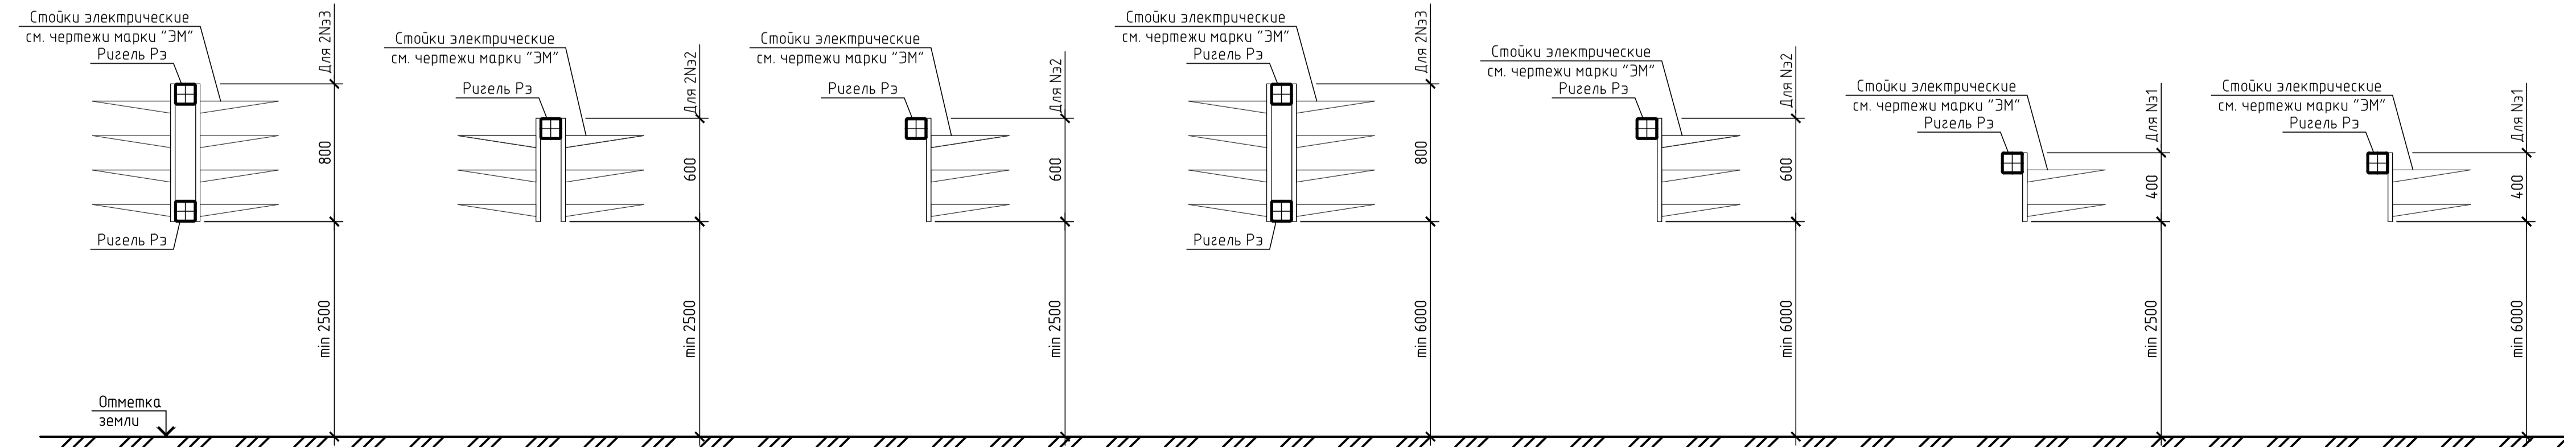 Стойки электрические
см. чертежи марки "ЭМ"
Ригель Рэ
Для 2Nэ3
800
Ригель Рэ
min 2500
Отметка
земли
Стойки электрические
см. чертежи марки "ЭМ"
Ригель Рэ
Для 2Nэ2
600
min 2500
Стойки электрические
см. чертежи марки "ЭМ"
Ригель Рэ
Для Nэ2
600
min 2500
Стойки электрические
см. чертежи марки "ЭМ"
Ригель Рэ
Для 2Nэ3
800
Ригель Рэ
min 6000
Стойки электрические
см. чертежи марки "ЭМ"
Ригель Рэ
Для Nэ2
600
min 6000
Стойки электрические
см. чертежи марки "ЭМ"
Ригель Рэ
Для Nэ1
400
min 2500
Стойки электрические
см. чертежи марки "ЭМ"
Ригель Рэ
Для Nэ1
400
min 6000